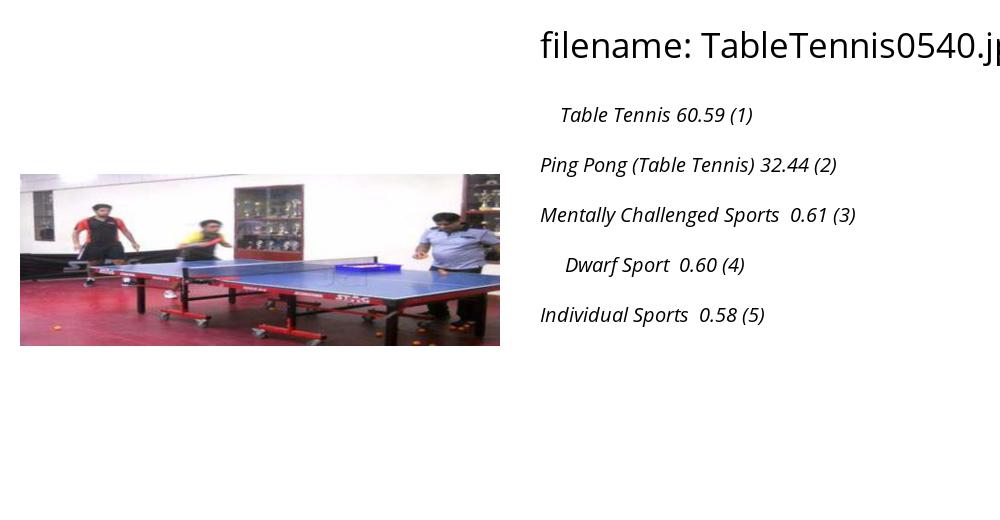 filename: TableTennis0540.j
Table Tennis 60.59 (1)
Ping Pong (Table Tennis) 32.44 (2)
Mentally Challenged Sports 0.61 (3)
Dwarf Sport 0.60 (4)
Individual Sports 0.58 (5)
STAG